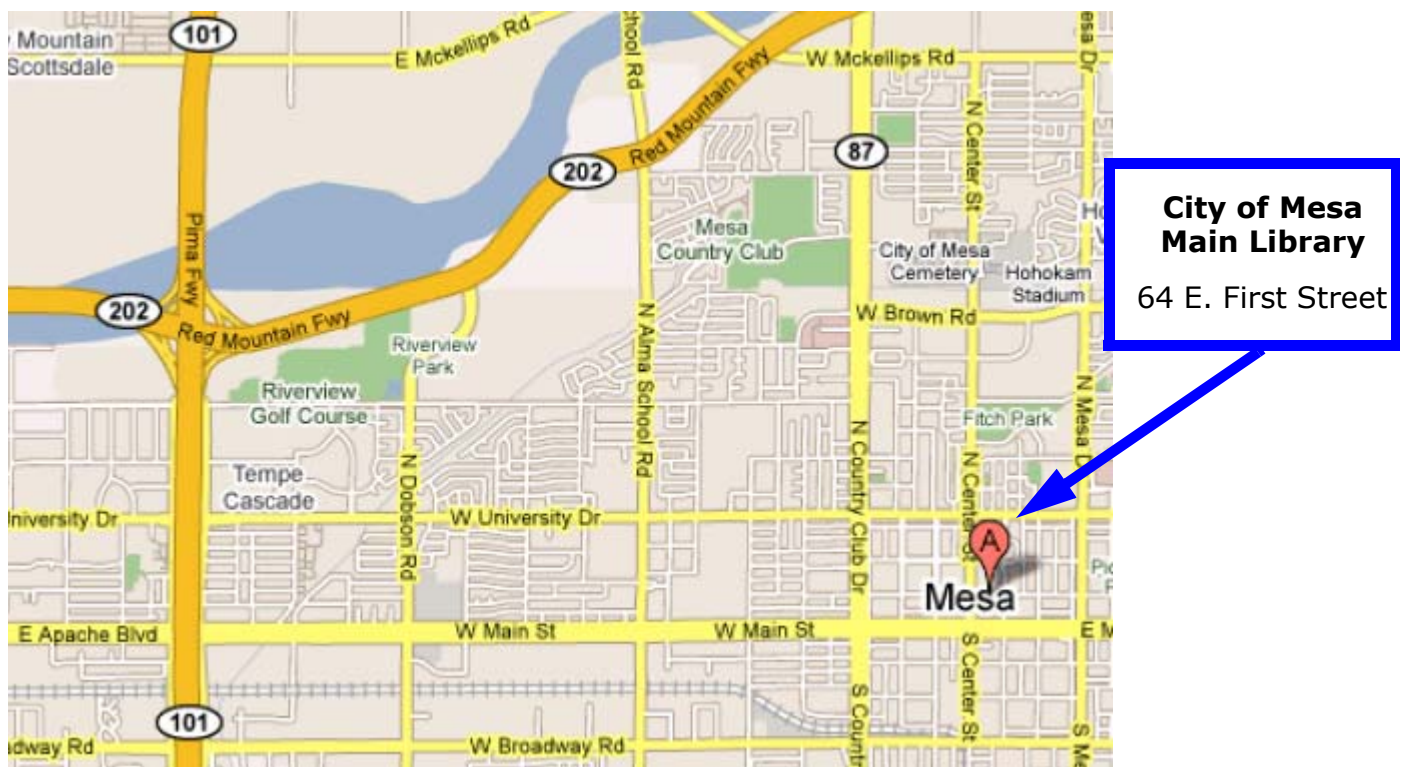 Mountain
Scottsdale
101
E Mckellips Rd
School Rd
W Mckellips Rd
Mesa Dr
Red Mountain Fwy
202
87
N Center St
Pima Fwy
Mesa
Country Club
City of Mesa
Cemetery
Hohokam
Stadium
City of Mesa
Main Library
64 E. First Street
202
Red Mountain Fwy
Riverview
Park
N Alma School Rd
W Brown Rd
Riverview
Golf Course
Fitch Park
N Mesa
Tempe
Cascade
N Dobson Rd
N Country Club Dr
N Center St
University Dr
W University Dr
A
Mesa
E Apache Blvd
W Main St
W Main St
E
S Center St
101
S
W Broadway Rd
Rd
S